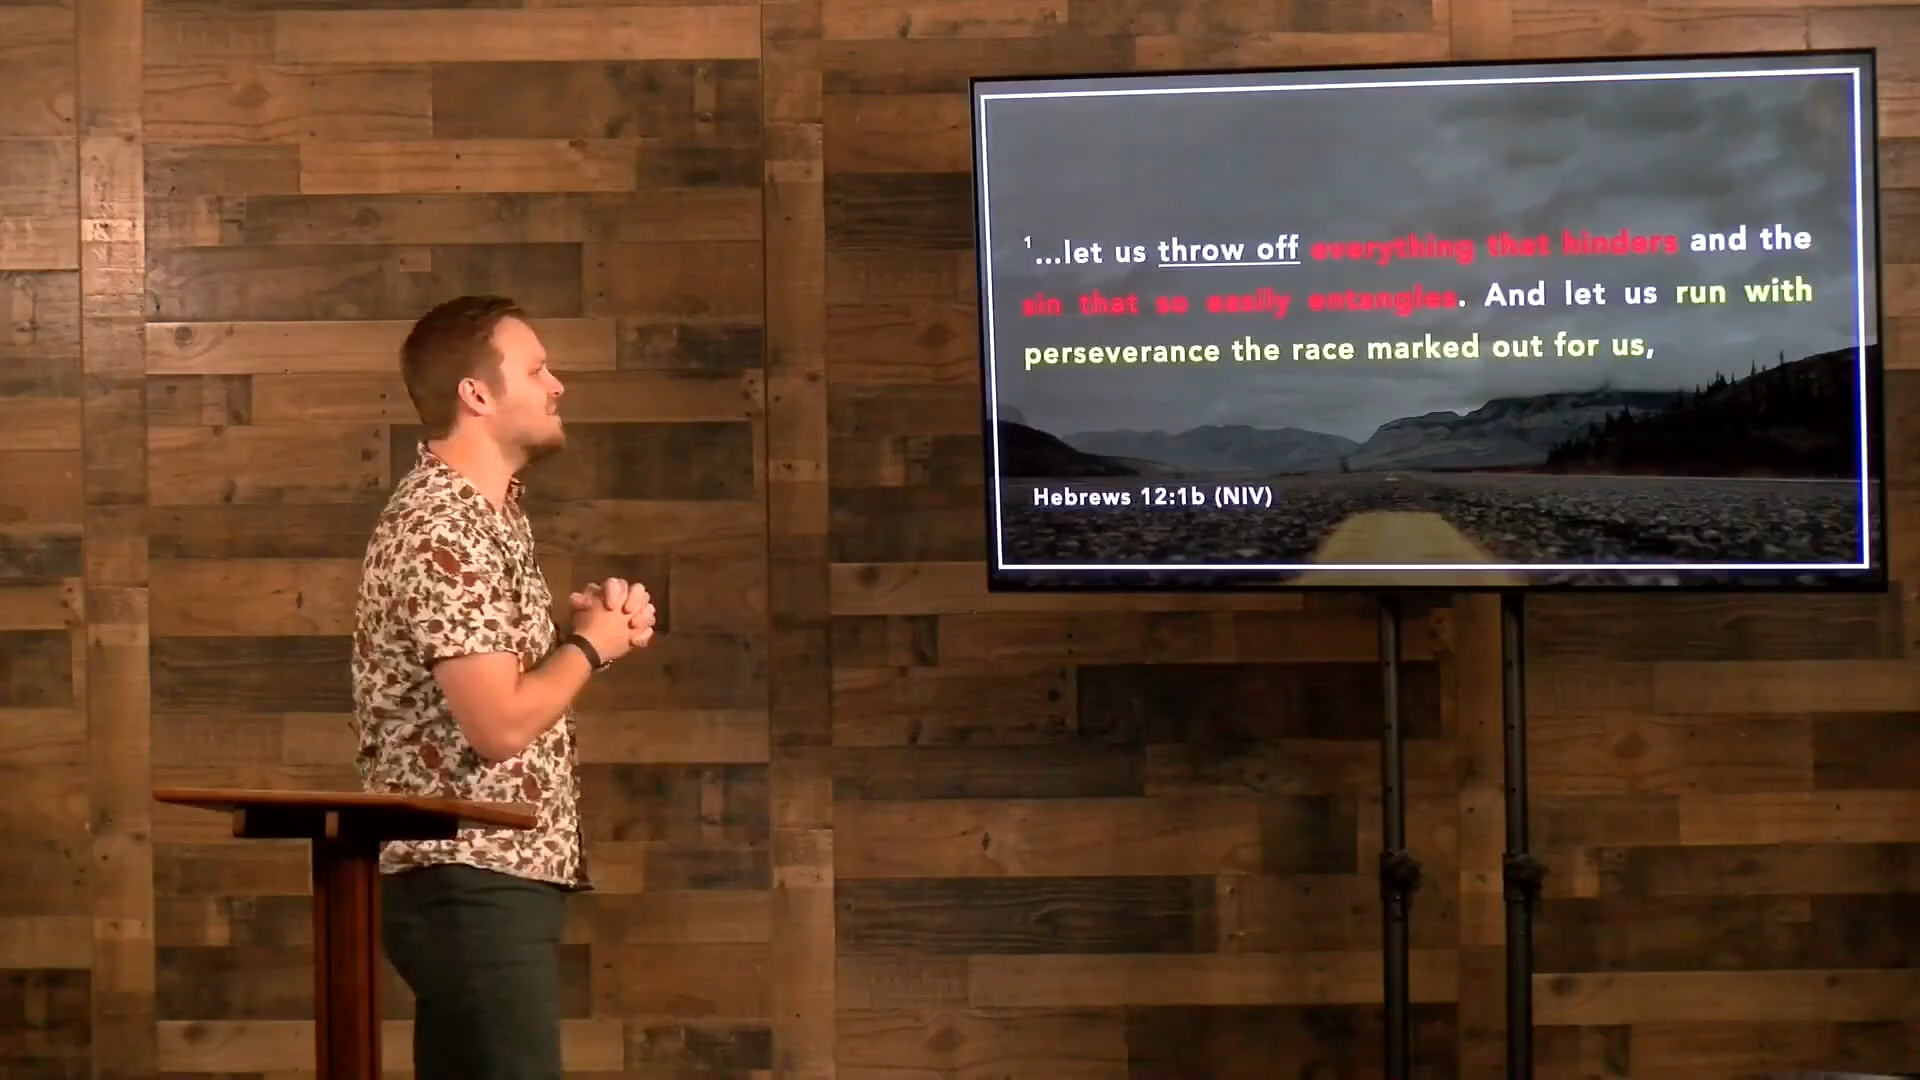 ¹...let us throw off everything that hinders and the
sin that so easily entangles. And let us run with
perseverance the race marked out for us,
Hebrews 12:1b (NIV)